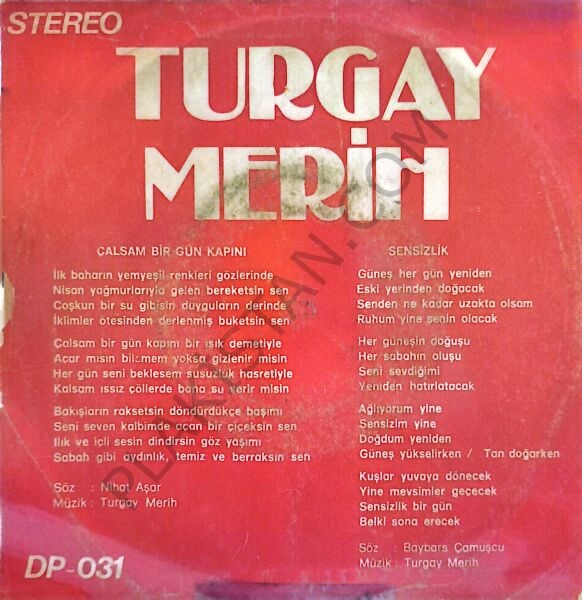 STEREO
TURGAY
MERİH
ÇALSAM BİR GÜN KAPINI
İlk baharın yemyeşil renkleri gözlerinde
Nisan yağmurlarıyla gelen bereketsin sen
Coşkun bir su gibisin duyguların derinde
İklimler ötesinden derlenmiş buketsin sen
Çalsam bir gün kapını bir ışık demetiyle
Açar mısın bilmem yoksa gizlenir misin
Her gün seni beklesem susuzluk hasretiyle
Kalsam ıssız çöllerde bana su verir misin
Bakışların raksetsin döndürdükçe başımı
Seni seven kalbimde açan bir çiçeksin sen
Ilık ve içli sesin dindirsin göz yaşımı
Sabah gibi aydınlık, temiz ve berraksın sen
Söz : Nihat Aşar
Müzik : Turgay Merih
SENSİZLİK
Güneş her gün yeniden
Eski yerinden doğacak
Senden ne kadar uzakta olsam
Ruhum yine senin olacak
Her güneşin doğuşu
Her sabahın oluşu
Seni sevdiğimi
Yeniden hatırlatacak
Ağlıyorum yine
Sensizim yine
Doğdum yeniden
Güneş yükselirken / Tan doğarken
Kuşlar yuvaya dönecek
Yine mevsimler geçecek
Sensizlik bir gün
Belki sona erecek
Söz : Baybars Çamuşcu
Müzik : Turgay Merih
DP-031
PLAKTİSTAN.COM